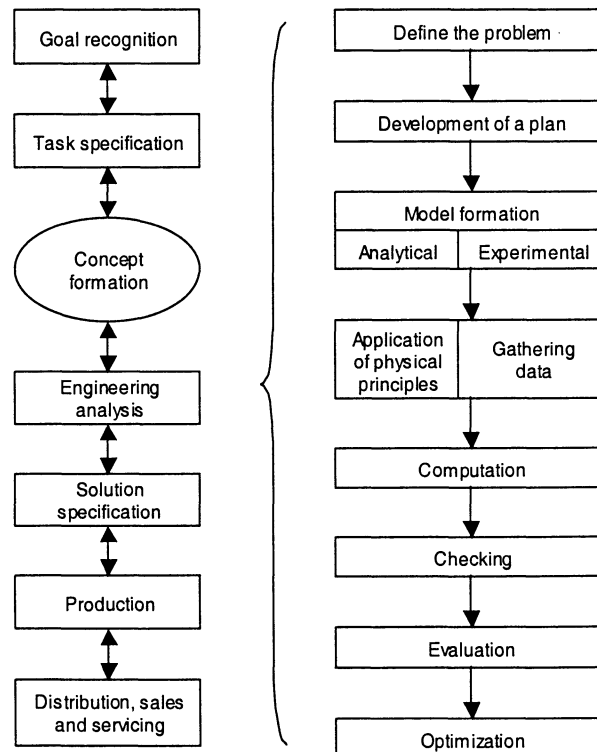 Goal recognition
Task specification
Concept
formation
Engineering
analysis
Solution
specification
Production
Distribution, sales
and servicing
Define the problem
Development of a plan
Model formation
Analytical
Experimental
Application
of physical
principles
Gathering
data
Computation
Checking
Evaluation
Optimization